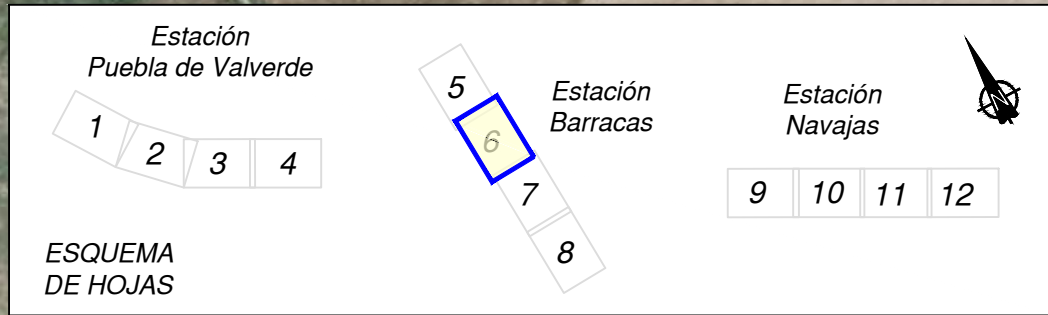 Estación
Puebla de Valverde
1
2
3
4
5
6
7
8
Estación
Barracas
Estación
Navajas
N
9
10
11
12
ESQUEMA
DE HOJAS